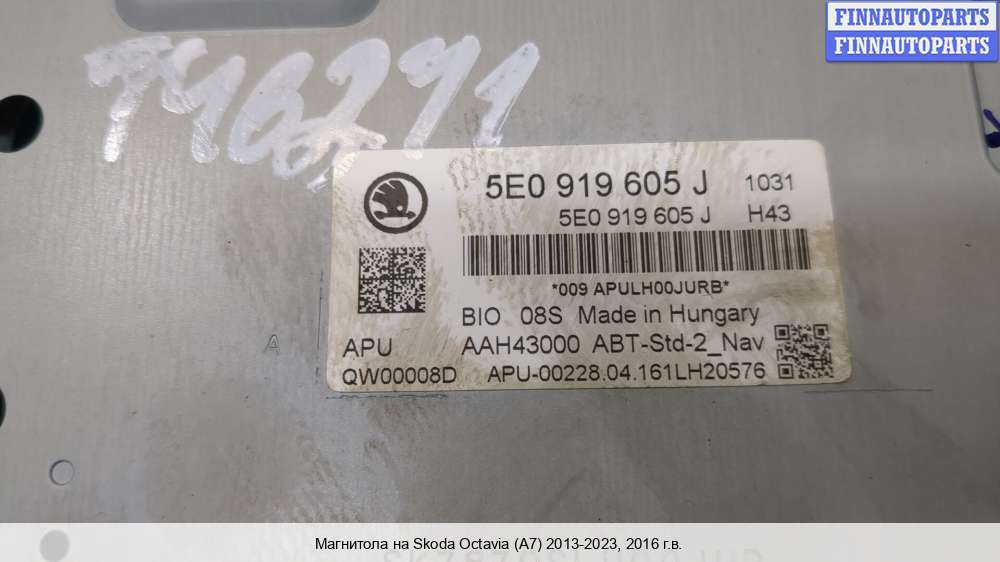 FINNAUTOPARTS
FINNAUTOPARTS
5E0 919 605 J 1031
5E0 919 605 J H43
*009 APULH00JURB*
BIO 08S Made in Hungary
A
APU AAH43000 ABT-Std-2_Nav
QW00008D APU-00228.04.161LH20576
Магнитола на Skoda Octavia (A7) 2013-2023, 2016 г.в.